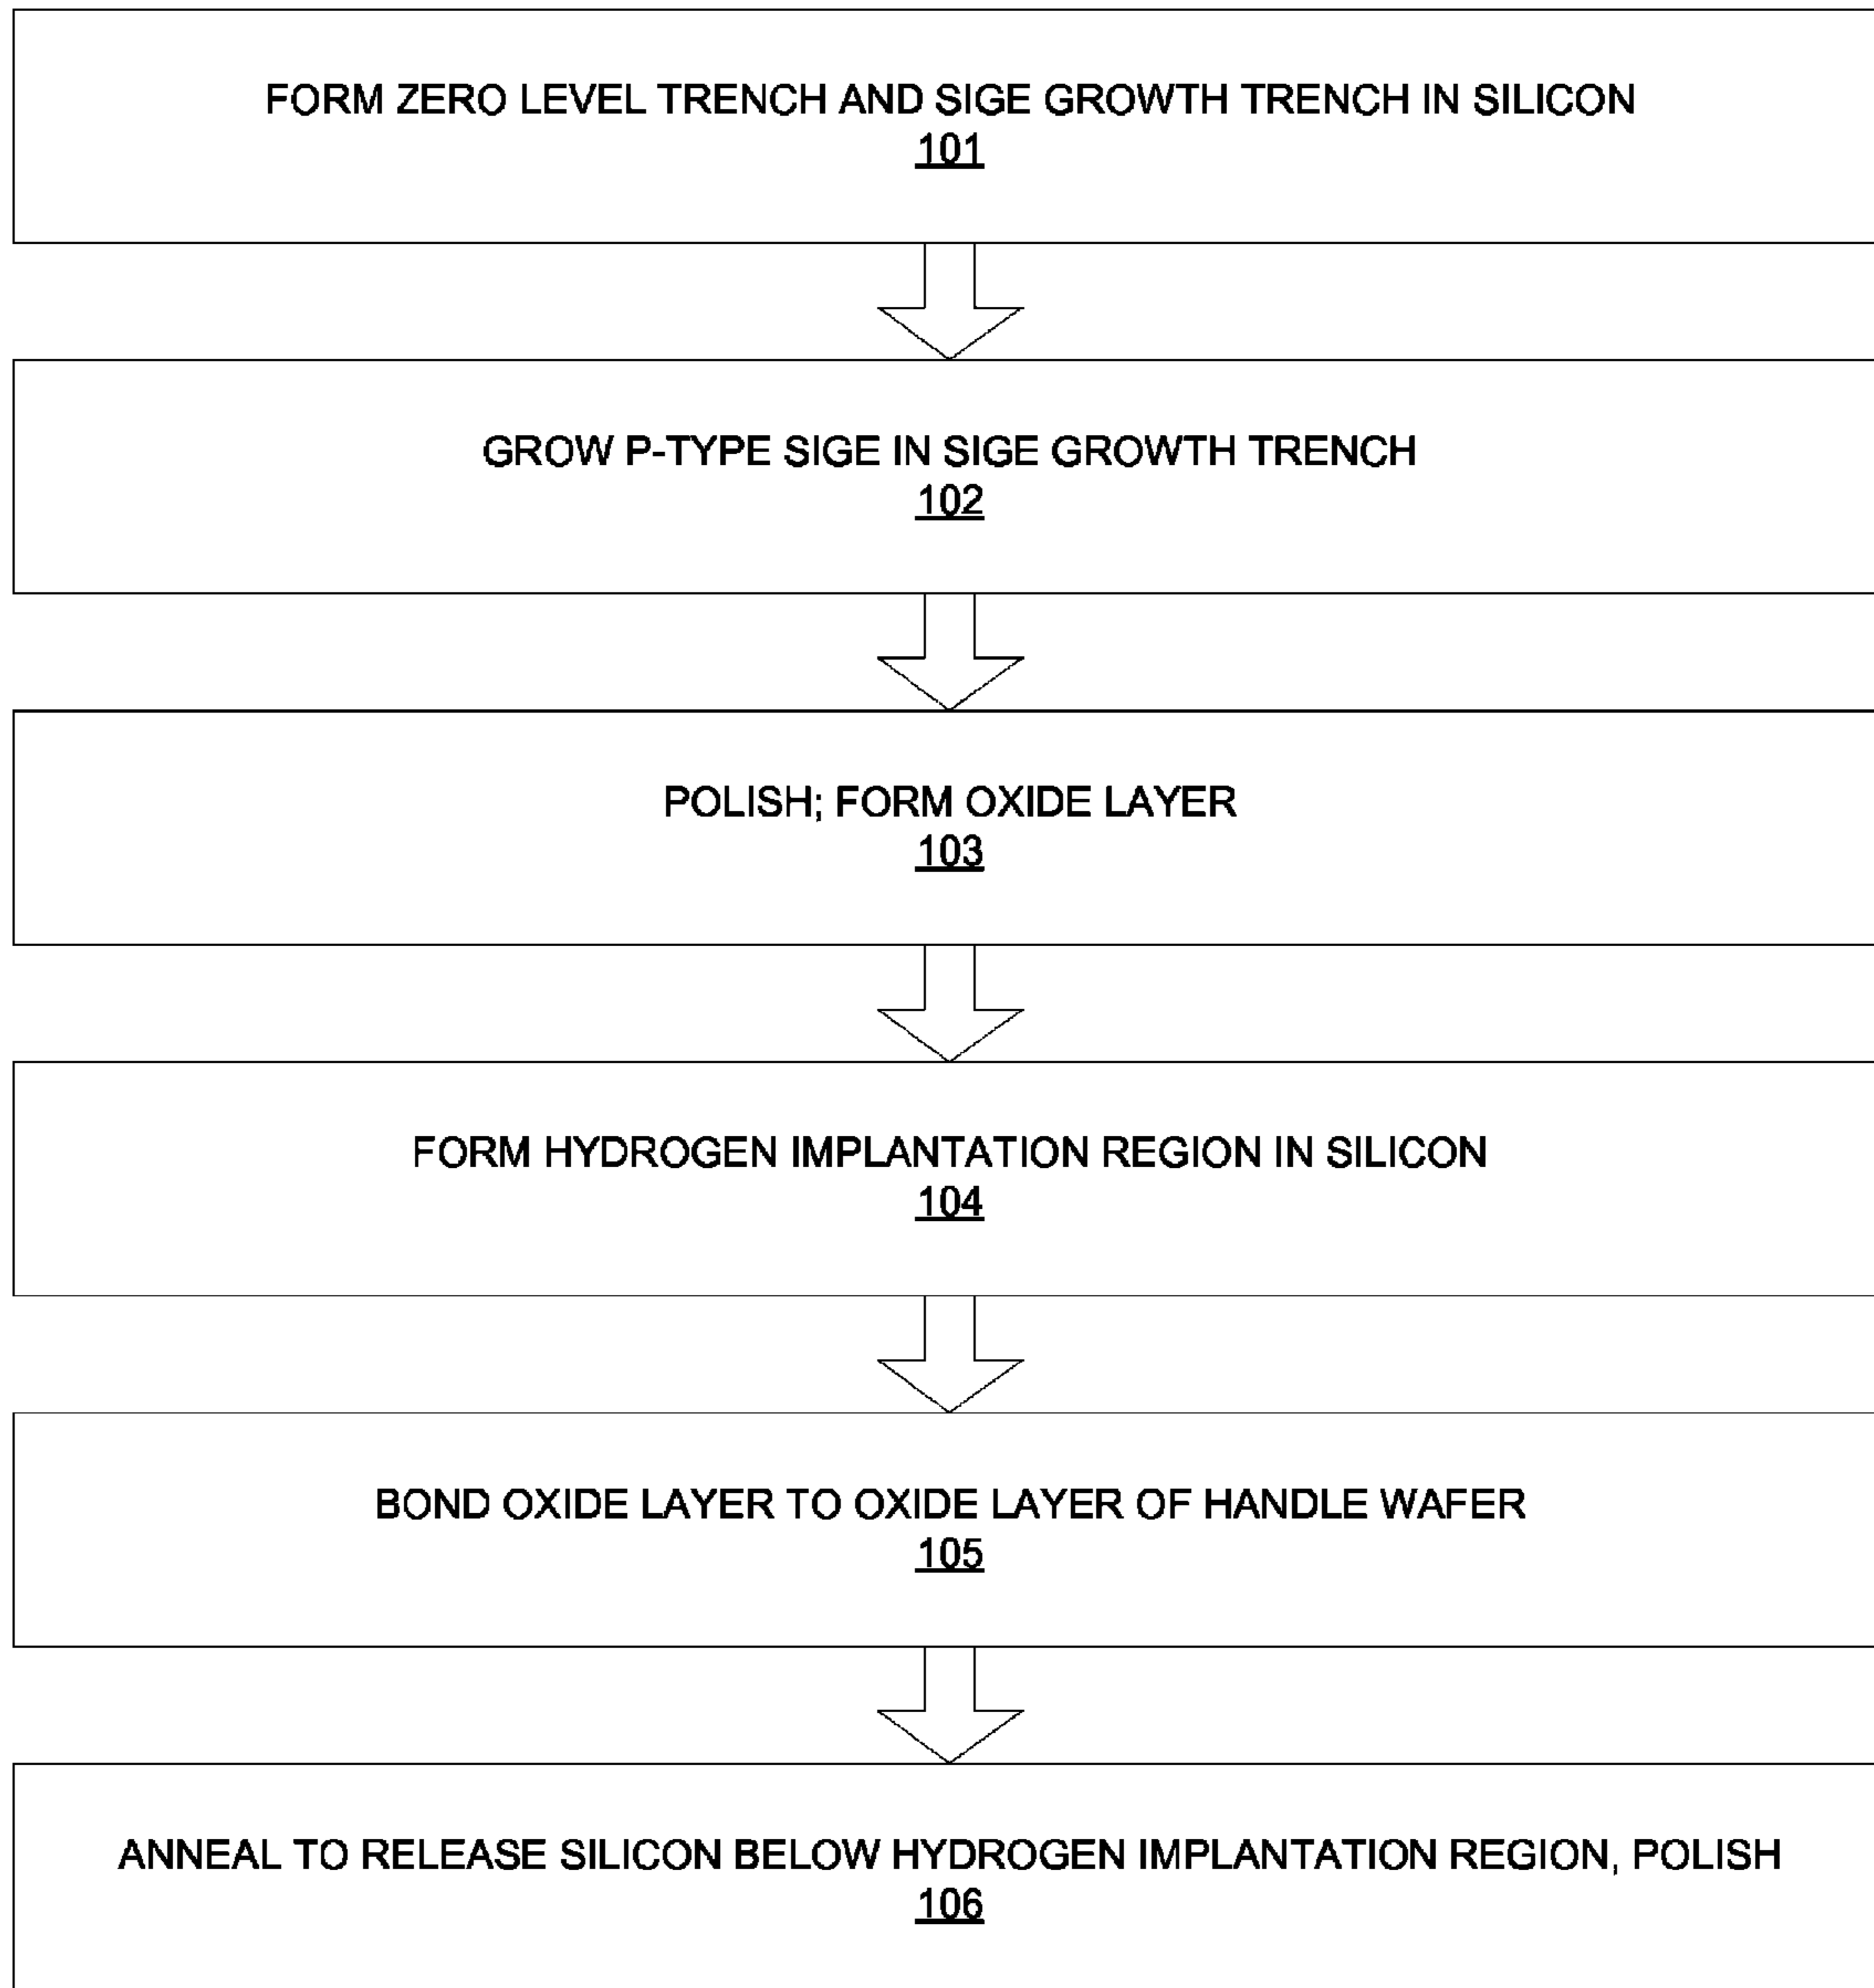 FORM ZERO LEVEL TRENCH AND SIGE GROWTH TRENCH IN SILICON
101
GROW P-TYPE SIGE IN SIGE GROWTH TRENCH
102
POLISH; FORM OXIDE LAYER
103
FORM HYDROGEN IMPLANTATION REGION IN SILICON
104
BOND OXIDE LAYER TO OXIDE LAYER OF HANDLE WAFER
105
ANNEAL TO RELEASE SILICON BELOW HYDROGEN IMPLANTATION REGION, POLISH
106